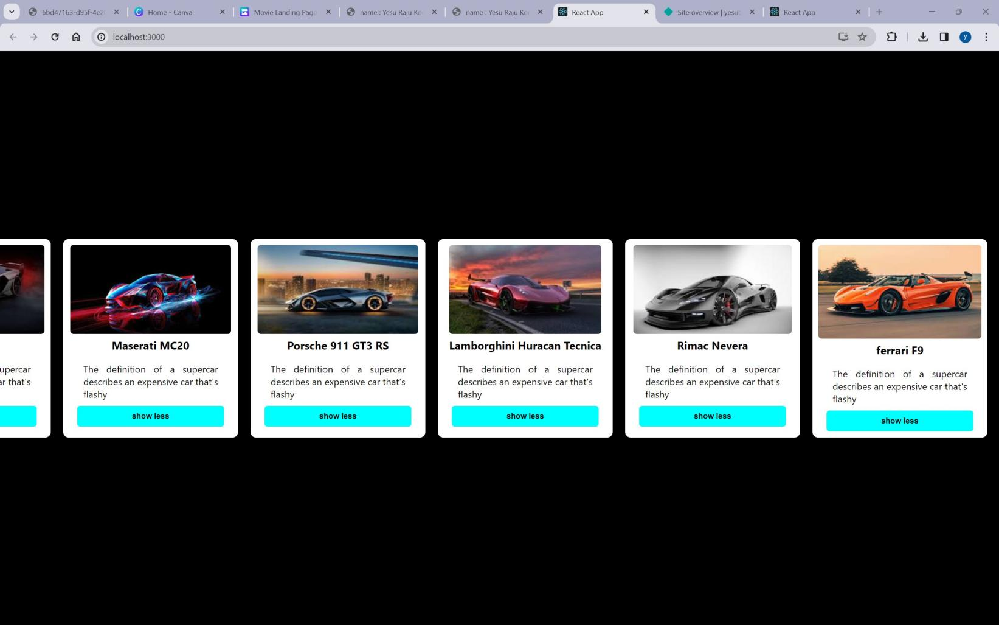 6bd47163-d95f-4e2
Home - Canva
Movie Landing Page
name : Yesu Raju Ko
name : Yesu Raju Ko
React App
Site overview | yesu
React App
localhost:3000
y
upercar
ar that's
Maserati MC20
The definition of a supercar
describes an expensive car that's
flashy
show less
Porsche 911 GT3 RS
The definition of a supercar
describes an expensive car that's
flashy
show less
Lamborghini Huracan Tecnica
The definition of a supercar
describes an expensive car that's
flashy
show less
Rimac Nevera
The definition of a supercar
describes an expensive car that's
flashy
show less
ferrari F9
The definition of a supercar
describes an expensive car that's
flashy
show less